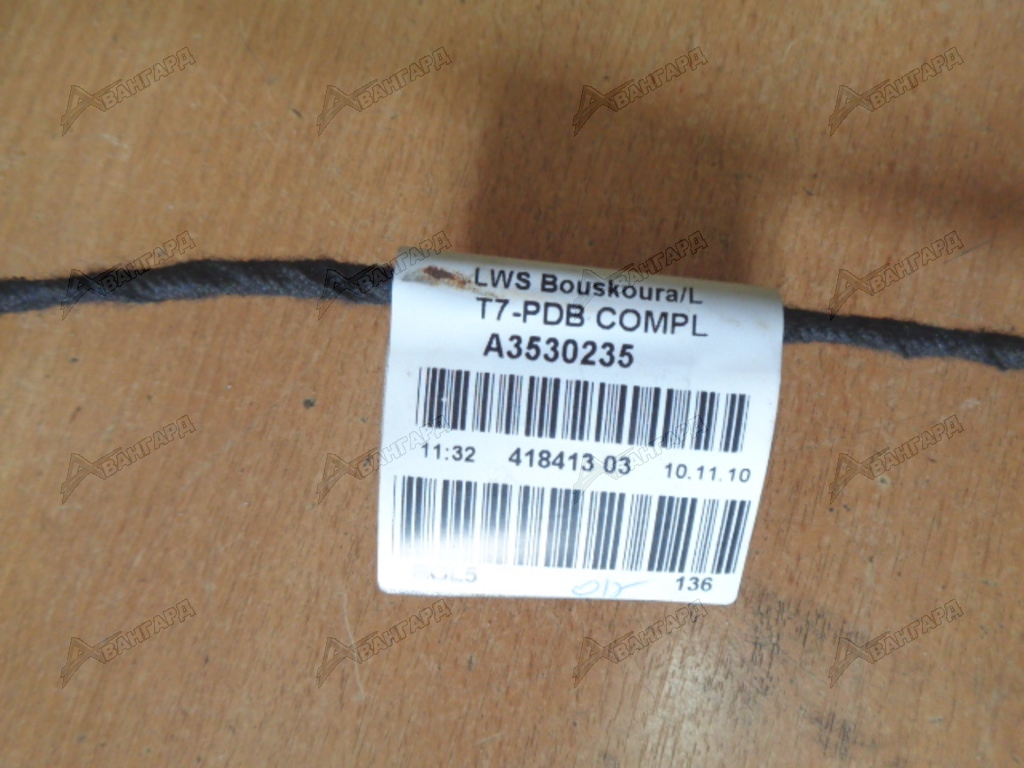 LWS Bouskoura/L
T7-PDB COMPL
A3530235
11:32 418413 03 10.11.10
136
АВАНГАРД